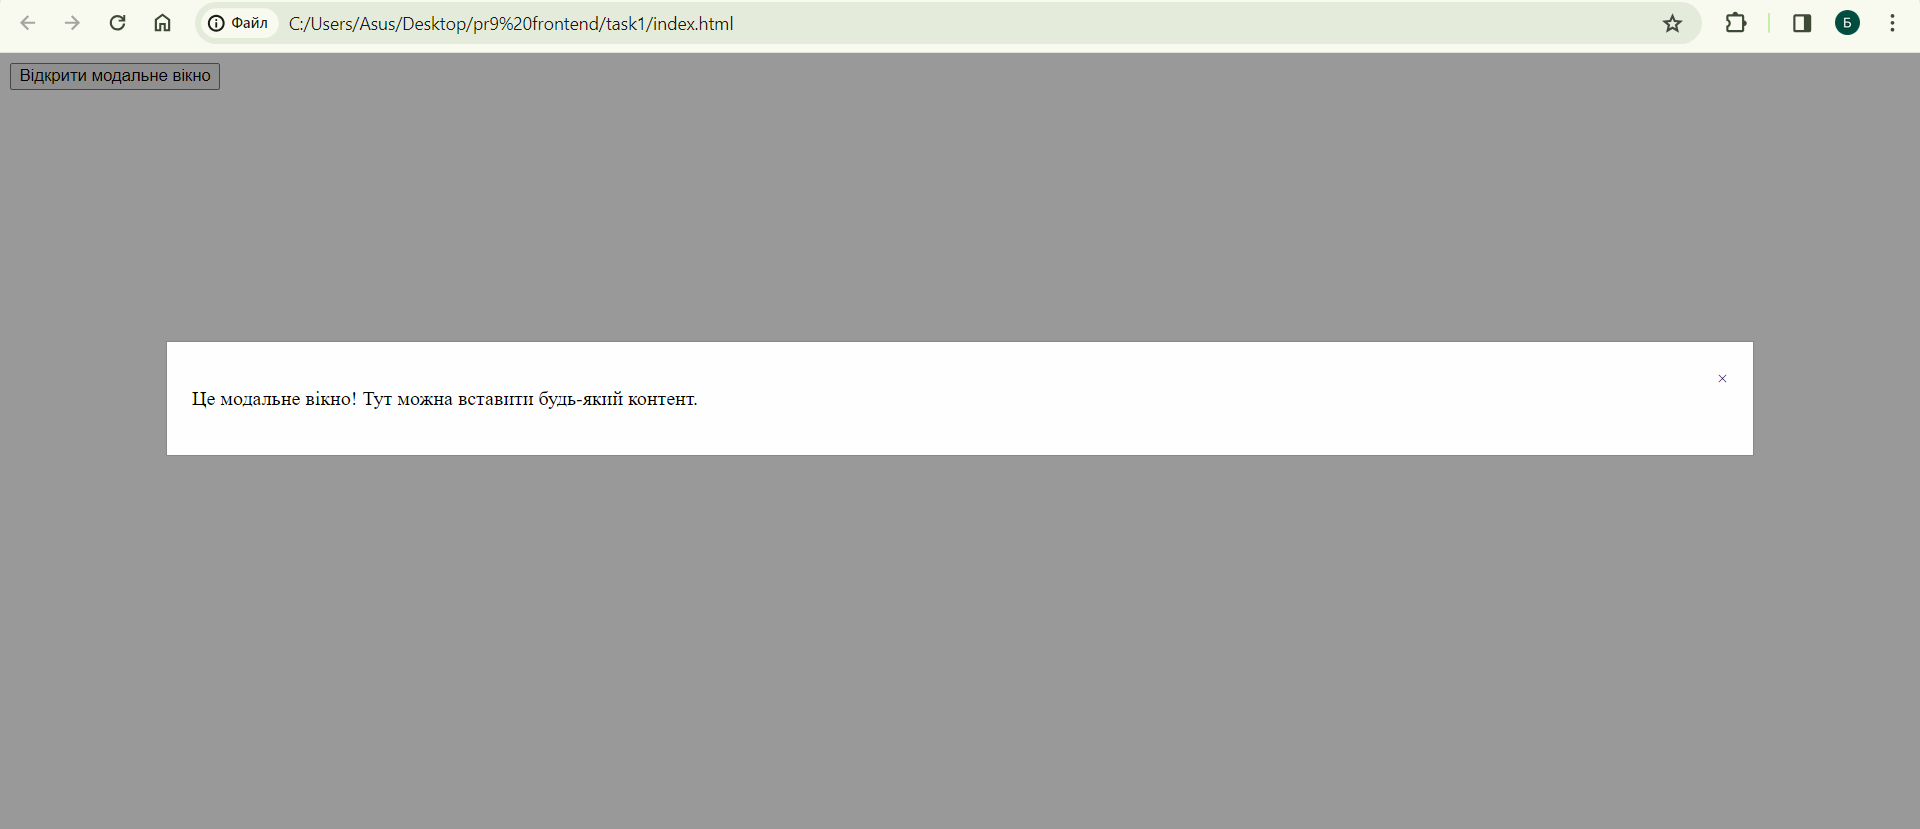 Файл
C:/Users/Asus/Desktop/pr9%20frontend/task1/index.html
Б
Відкрити модальне вікно
×
Це модальне вікно! Тут можна вставити будь-який контент.